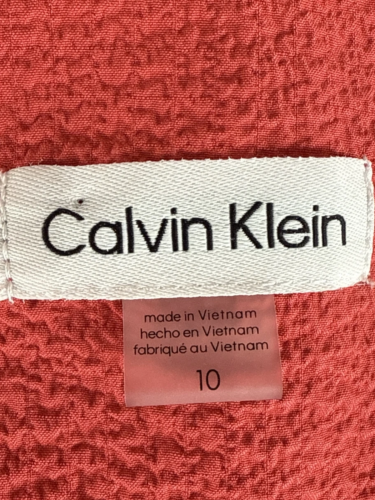 Calvin Klein
made in Vietnam
hecho en Vietnam
fabriqué au Vietnam
10